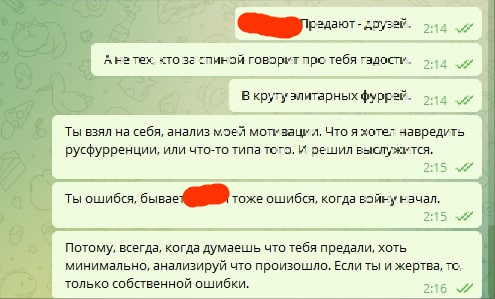 Предают - друзей.
2:14
А не тех, кто за спиной говорит про тебя гадости.
2:14
В кругу элитарных фуррей.
2:14
Ты взял на себя, анализ моей мотивации. Что я хотел навредить
русфурренции, или что-то типа того. И решил выслужится.
2:15
Ты ошибся, бывает тоже ошибся, когда войну начал.
2:15
Потому, всегда, когда думаешь что тебя предали, хоть
минимально, анализируй что произошло. Если ты и жертва, то,
только собственной ошибки.
2:16